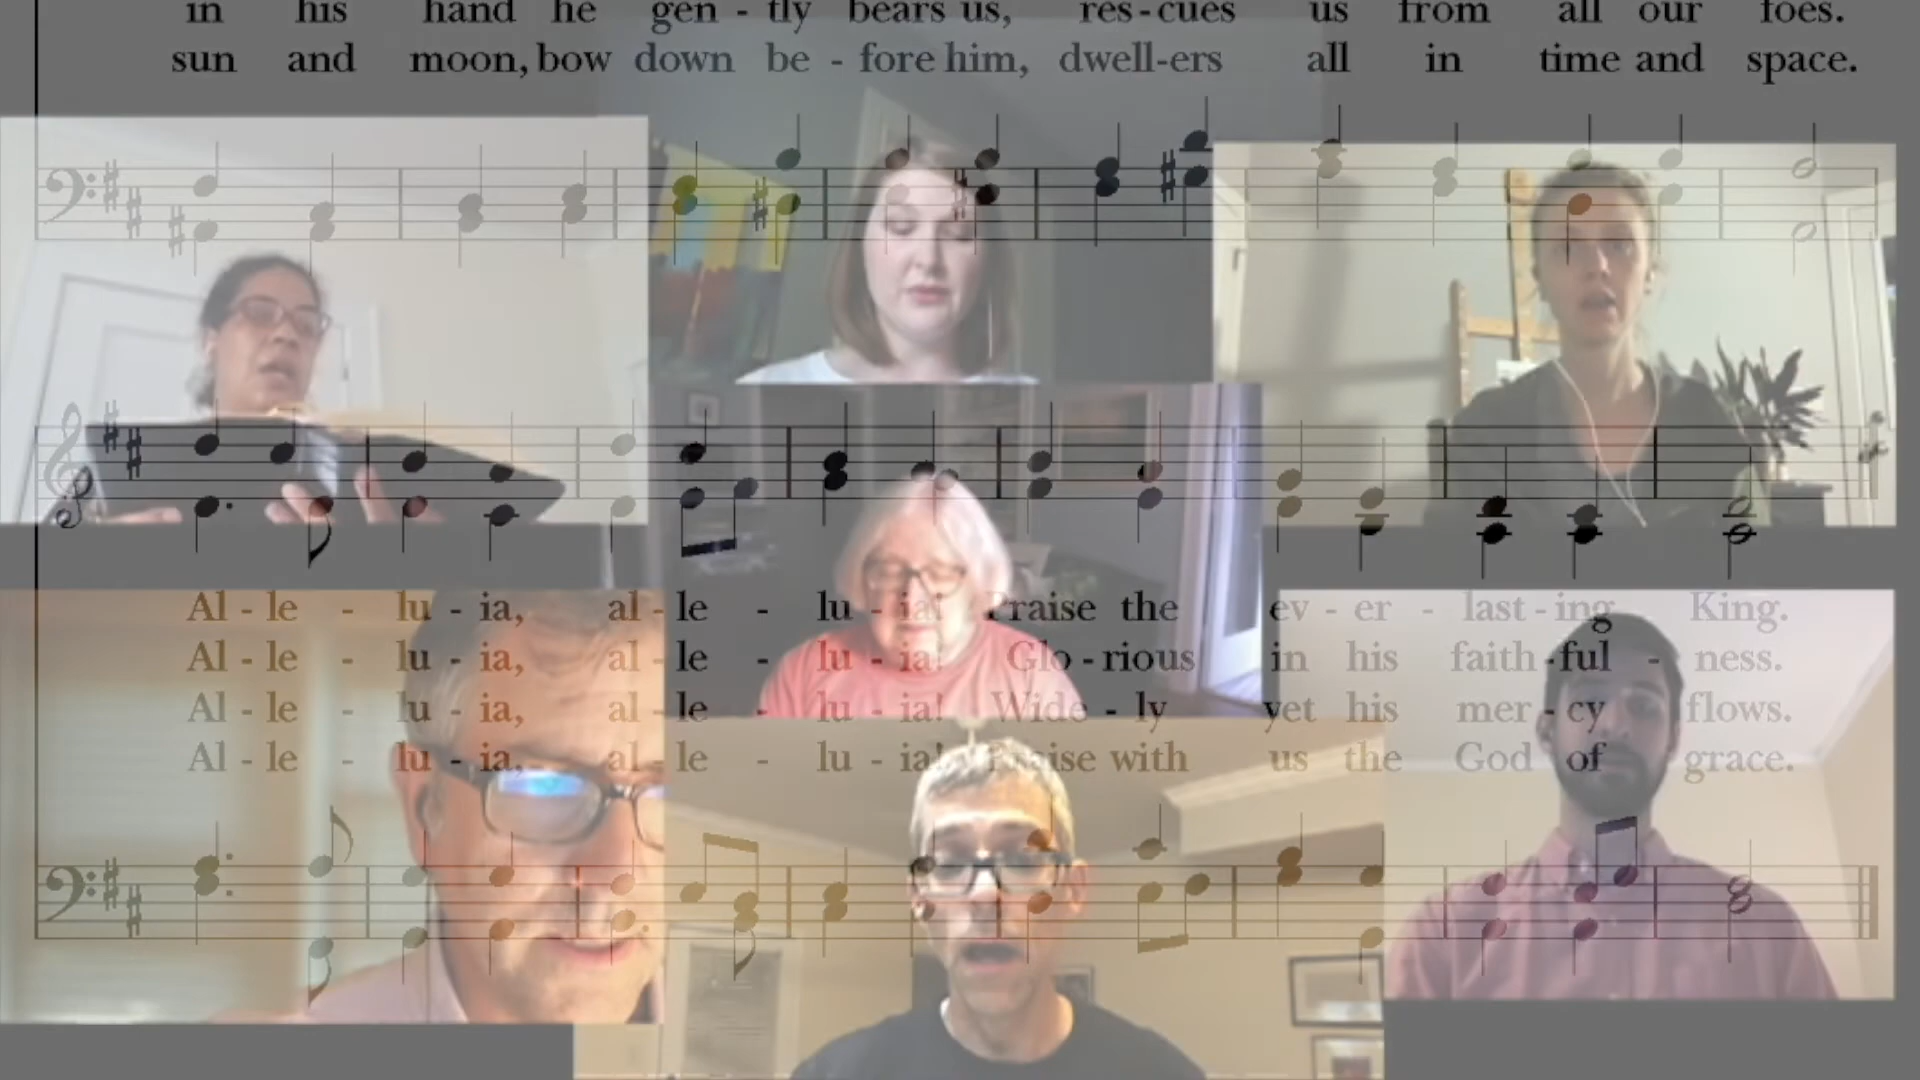 in his hand he gen - tly bears us, res - cues us from all our foes.
sun and moon, bow down be - fore him, dwell - ers all in time and space.
Al - le - lu - ia, al - le - lu - ia! Praise the ev - er - last - ing King.
Al - le - lu - ia, al - le - lu - ia! Glo - rious in his faith - ful - ness.
Al - le - lu - ia, al - le - lu - ia! Wide - ly yet his mer - cy flows.
Al - le - lu - ia, al - le - lu - ia! Praise with us the God of grace.